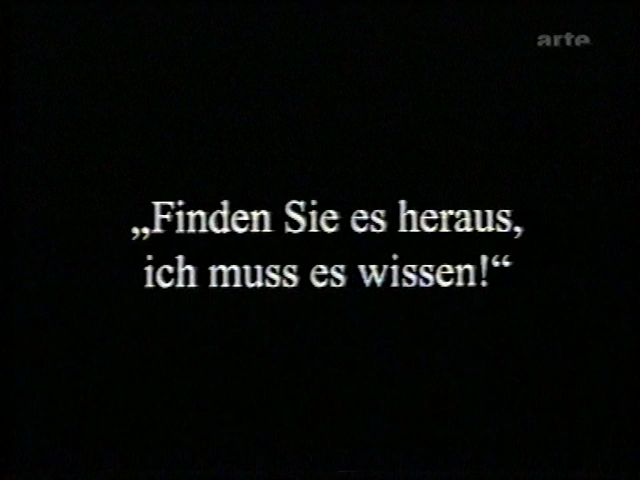 arte
„Finden Sie es heraus,
ich muss es wissen!“